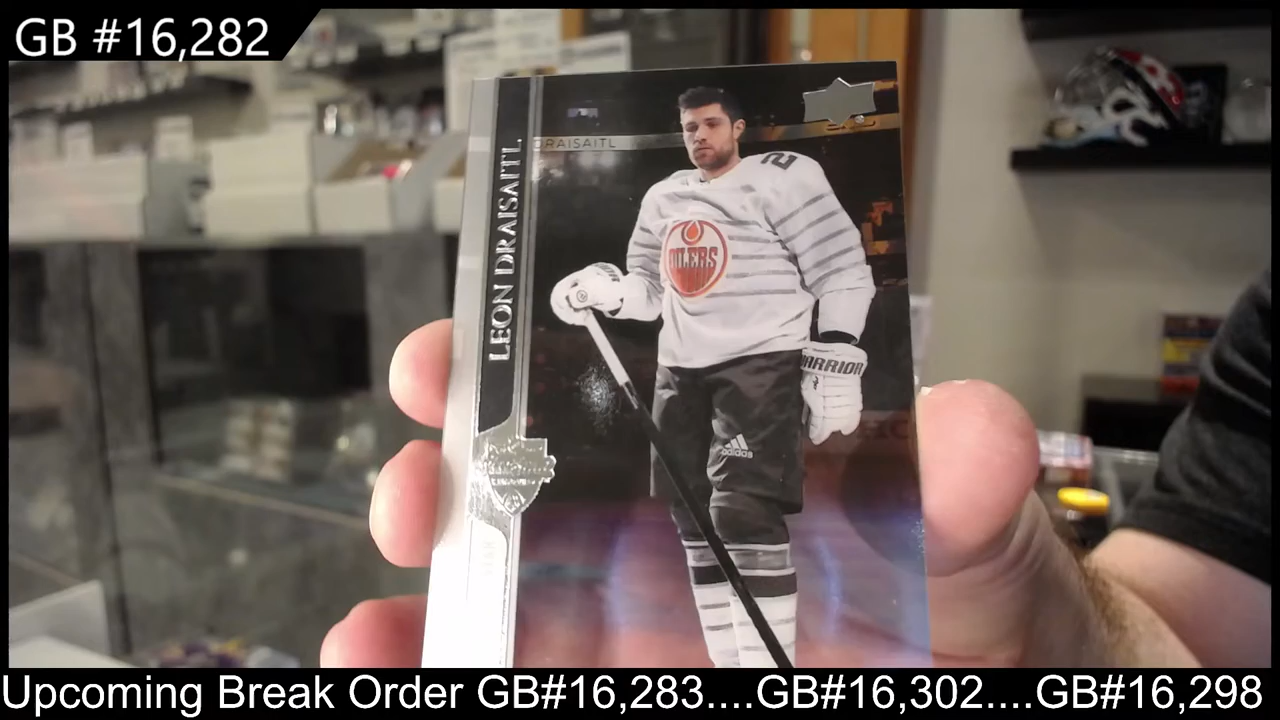 GB #16,282
DRAISAITL
LEON DRAISAITL
2
OILERS
WARRIOR
adidas
Upcoming Break Order GB#16,283....GB#16,302....GB#16,298